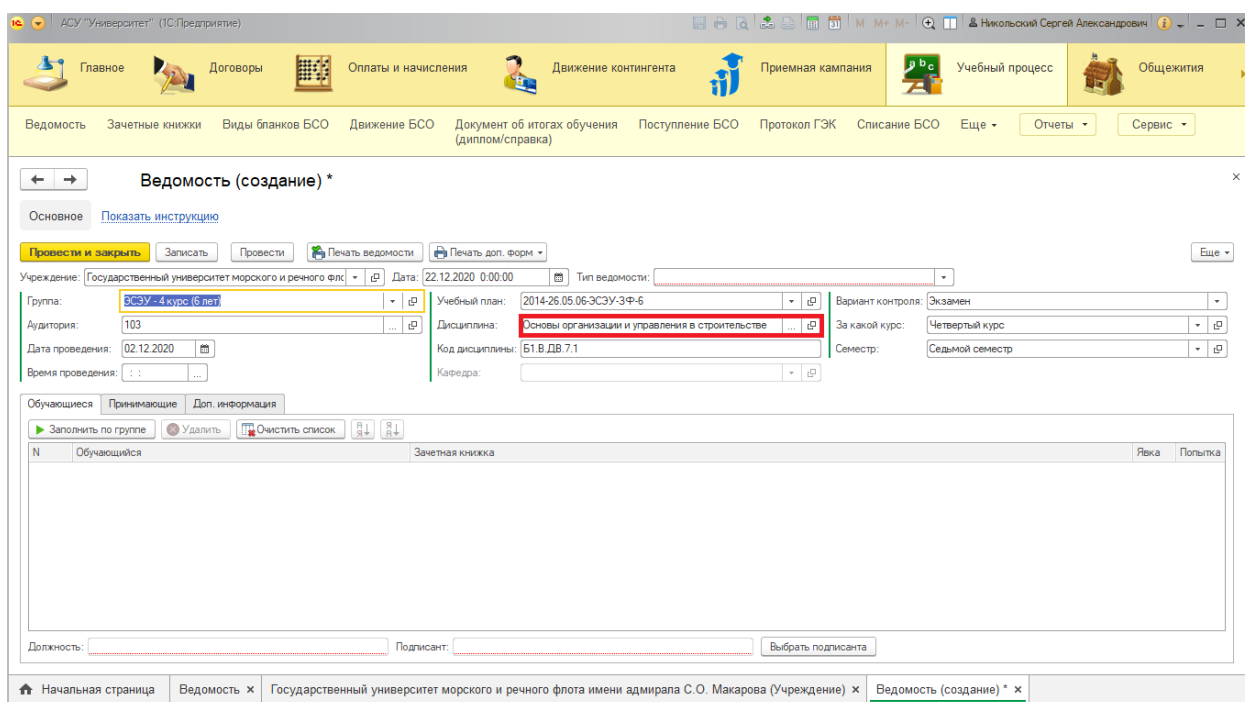 АСУ "Университет" (1С:Предприятие)
M M+ M- Никольский Сергей Александрович
Главное Договоры Оплаты и начисления Движение контингента Приемная кампания Учебный процесс Общежития
Ведомость Зачетные книжки Виды бланков БСО Движение БСО Документ об итогах обучения Поступление БСО Протокол ГЭК Списание БСО Еще Отчеты Сервис
(диплом/справка)
Ведомость (создание) *
Основное Показать инструкцию
Провести и закрыть Записать Провести Печать ведомости Печать доп. форм Еще
Учреждение: Государственный университет морского и речного флс Дата: 22.12.2020 0:00:00 Тип ведомости:
Группа: ЭСЭУ - 4 курс (6 лет) Учебный план: 2014-26.05.06-ЭСЭУ-ЗФ-6 Вариант контроля: Экзамен
Аудитория: 103 ... Дисциплина: Основы организации и управления в строительстве ... За какой курс: Четвертый курс
Дата проведения: 02.12.2020 Код дисциплины: Б1.В.ДВ.7.1 Семестр: Седьмой семестр
Время проведения: : : ... Кафедра:
Обучающиеся Принимающие Доп. информация
Заполнить по группе Удалить Очистить список
N Обучающийся Зачетная книжка Явка Попытка
Должность: Подписант: Выбрать подписанта
Начальная страница Ведомость × Государственный университет морского и речного флота имени адмирала С.О. Макарова (Учреждение) × Ведомость (создание) * ×